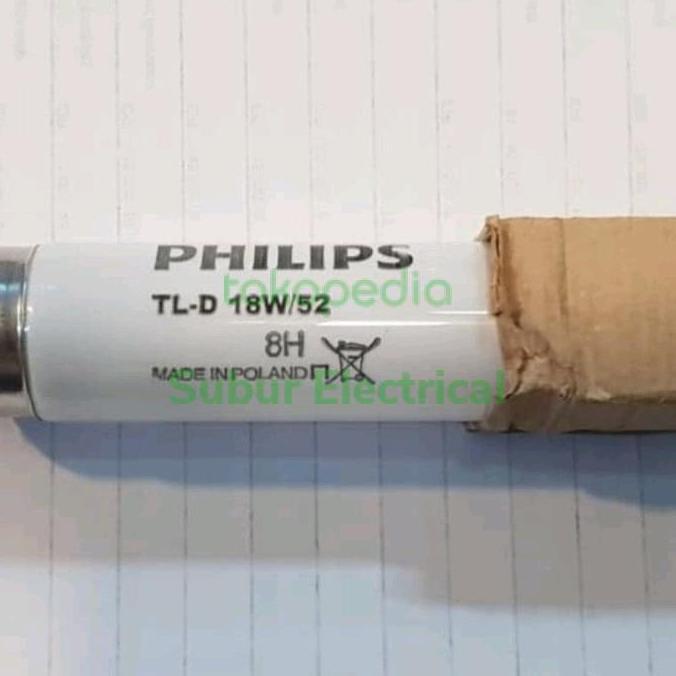 PHILIPS
tokopedia
TL-D 18W/52
8H
MADE IN POLAND
Subur Electrical